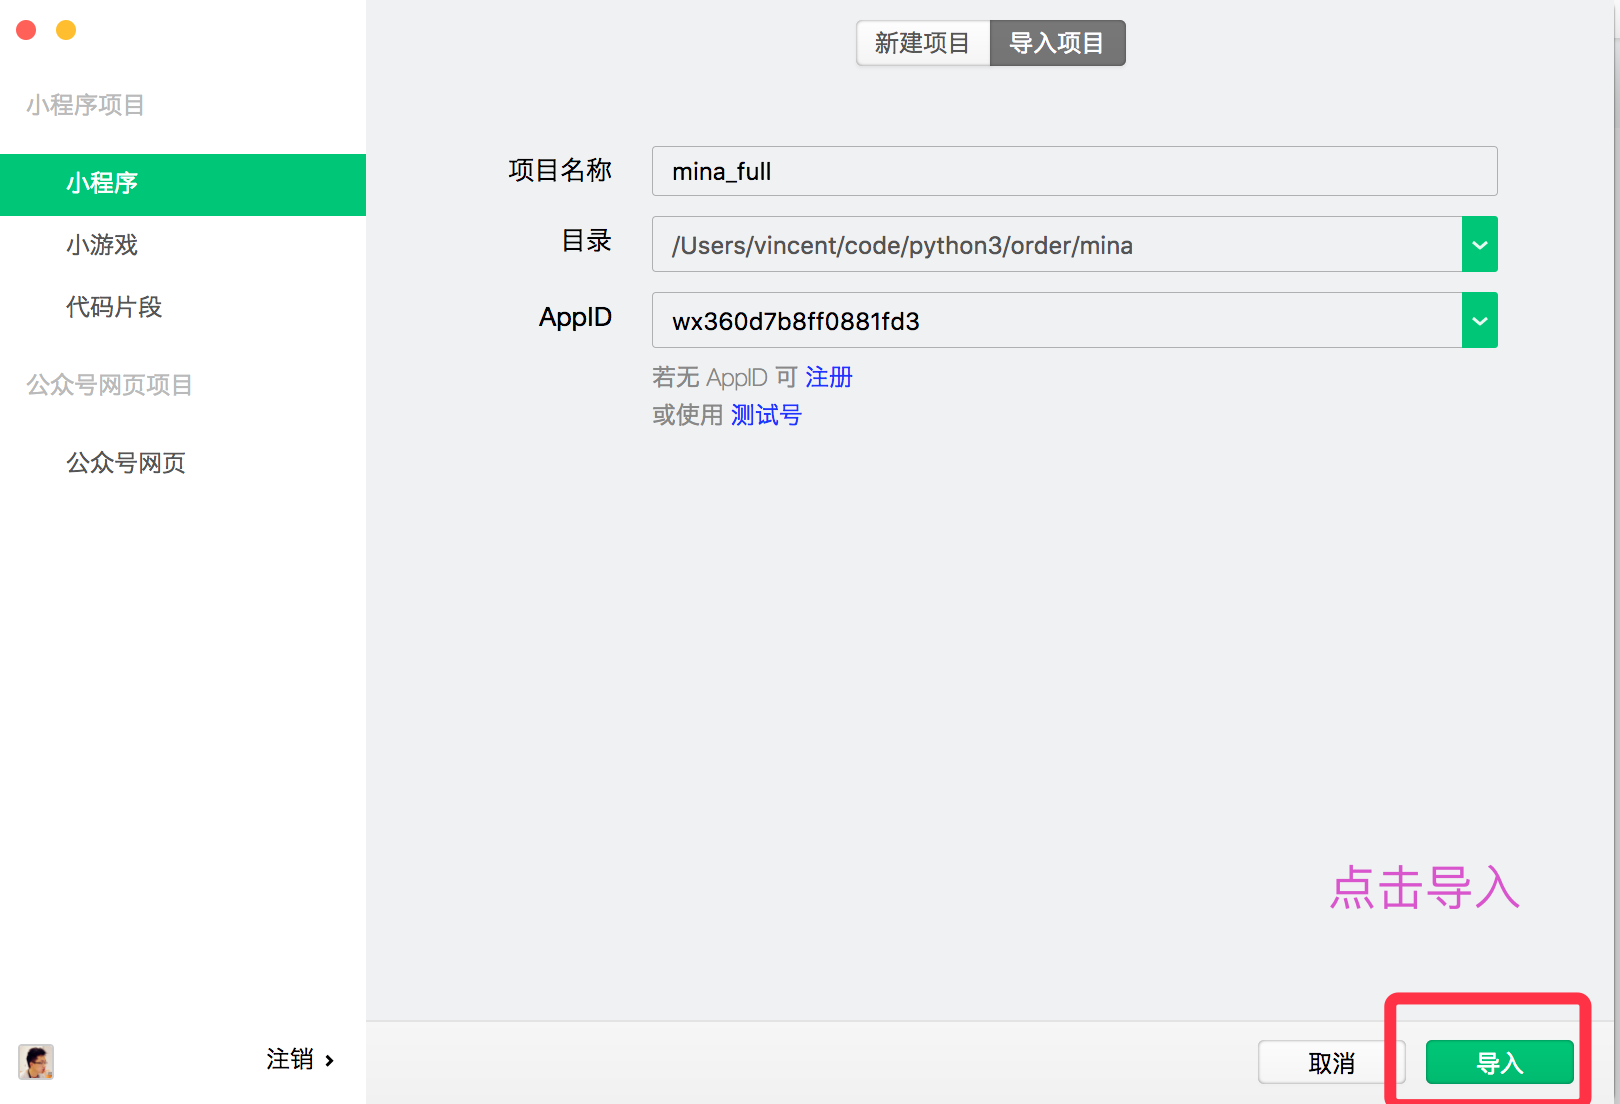 新建项目 导入项目
小程序项目
小程序
小游戏
代码片段
公众号网页项目
公众号网页
项目名称 mina_full
目录 /Users/vincent/code/python3/order/mina
AppID wx360d7b8ff0881fd3
若无 AppID 可 注册
或使用 测试号
点击导入
注销
取消 导入